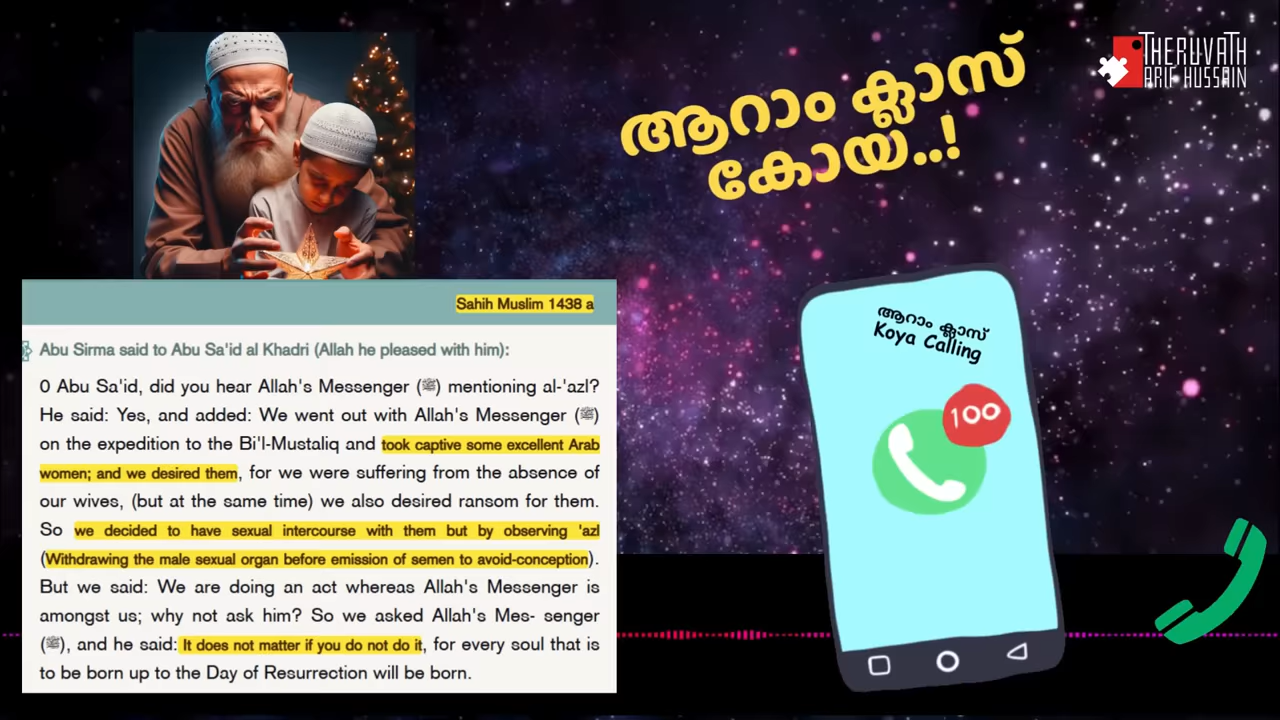 ആറാം ക്ലാസ്
കോയ..!
THERUVATH
ARIF HUSSAIN
Sahih Muslim 1438 a
Abu Sirma said to Abu Sa'id al Khadri (Allah he pleased with him):
0 Abu Sa'id, did you hear Allah's Messenger (ﷺ) mentioning al-'azl?
He said: Yes, and added: We went out with Allah's Messenger (ﷺ)
on the expedition to the Bi'l-Mustaliq and took captive some excellent Arab
women; and we desired them, for we were suffering from the absence of
our wives, (but at the same time) we also desired ransom for them.
So we decided to have sexual intercourse with them but by observing 'azl
(Withdrawing the male sexual organ before emission of semen to avoid-conception).
But we said: We are doing an act whereas Allah's Messenger is
amongst us; why not ask him? So we asked Allah's Mes- senger
(ﷺ), and he said: It does not matter if you do not do it, for every soul that is
to be born up to the Day of Resurrection will be born.
ആറാം ക്ലാസ്
Koya Calling
100